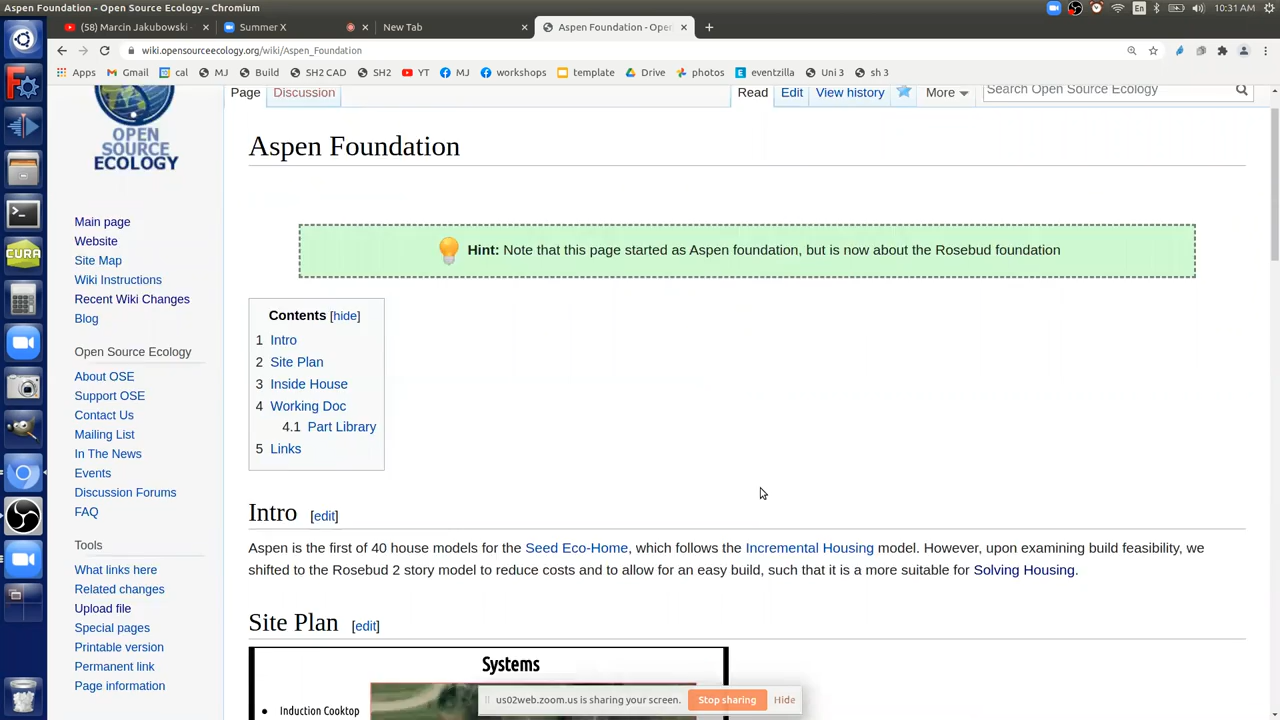 Aspen Foundation - Open Source Ecology - Chromium
En
10:31 AM
(58) Marcin Jakubowski
Summer X
New Tab
Aspen Foundation - Open
wiki.opensourceecology.org/wiki/Aspen_Foundation
Apps Gmail cal MJ Build SH2 CAD SH2 YT MJ workshops template Drive photos eventzilla Uni 3 sh 3
Page Discussion Read Edit View history More Search Open Source Ecology
OPEN
SOURCE
ECOLOGY
Aspen Foundation
Hint: Note that this page started as Aspen foundation, but is now about the Rosebud foundation
Main page
Website
Site Map
Wiki Instructions
Recent Wiki Changes
Blog
Open Source Ecology
About OSE
Support OSE
Contact Us
Mailing List
In The News
Events
Discussion Forums
FAQ
Tools
What links here
Related changes
Upload file
Special pages
Printable version
Permanent link
Page information
Contents [hide]
1 Intro
2 Site Plan
3 Inside House
4 Working Doc
4.1 Part Library
5 Links
Intro [edit]
Aspen is the first of 40 house models for the Seed Eco-Home, which follows the Incremental Housing model. However, upon examining build feasibility, we
shifted to the Rosebud 2 story model to reduce costs and to allow for an easy build, such that it is a more suitable for Solving Housing.
Site Plan [edit]
Systems
• Induction Cooktop
us02web.zoom.us is sharing your screen. Stop sharing Hide
CURA